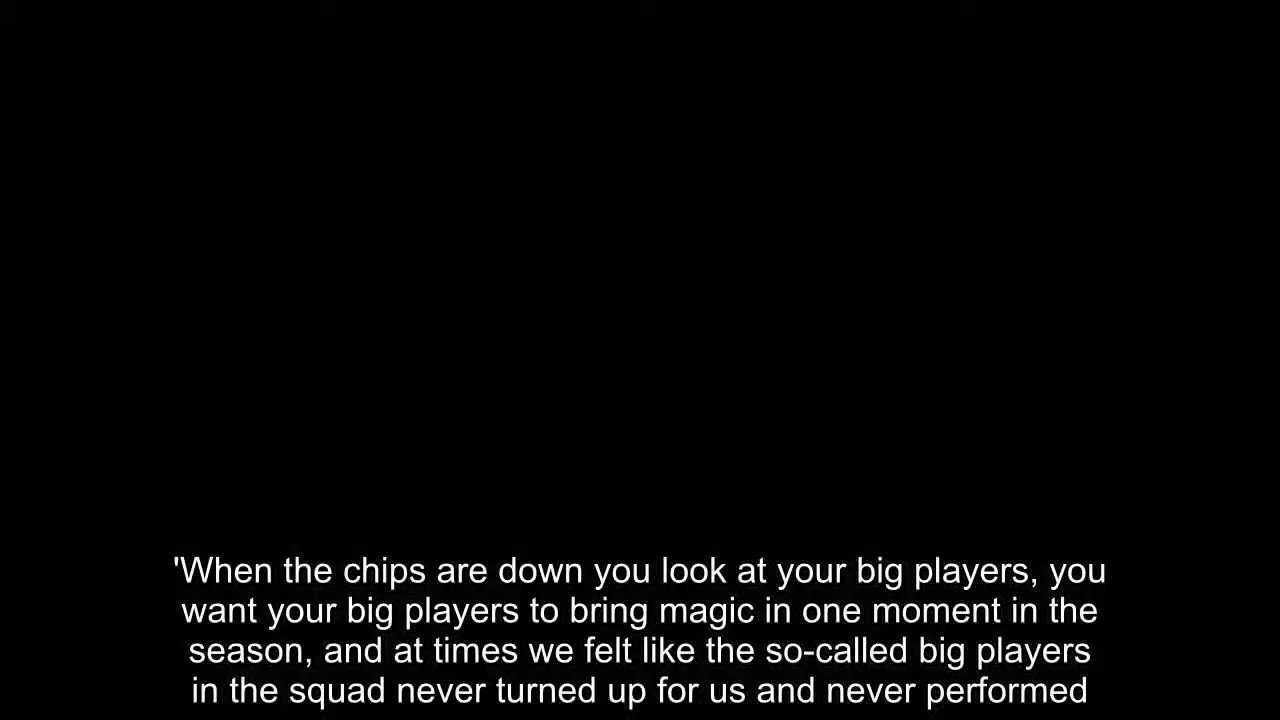 'When the chips are down you look at your big players, you
want your big players to bring magic in one moment in the
season, and at times we felt like the so-called big players
in the squad never turned up for us and never performed